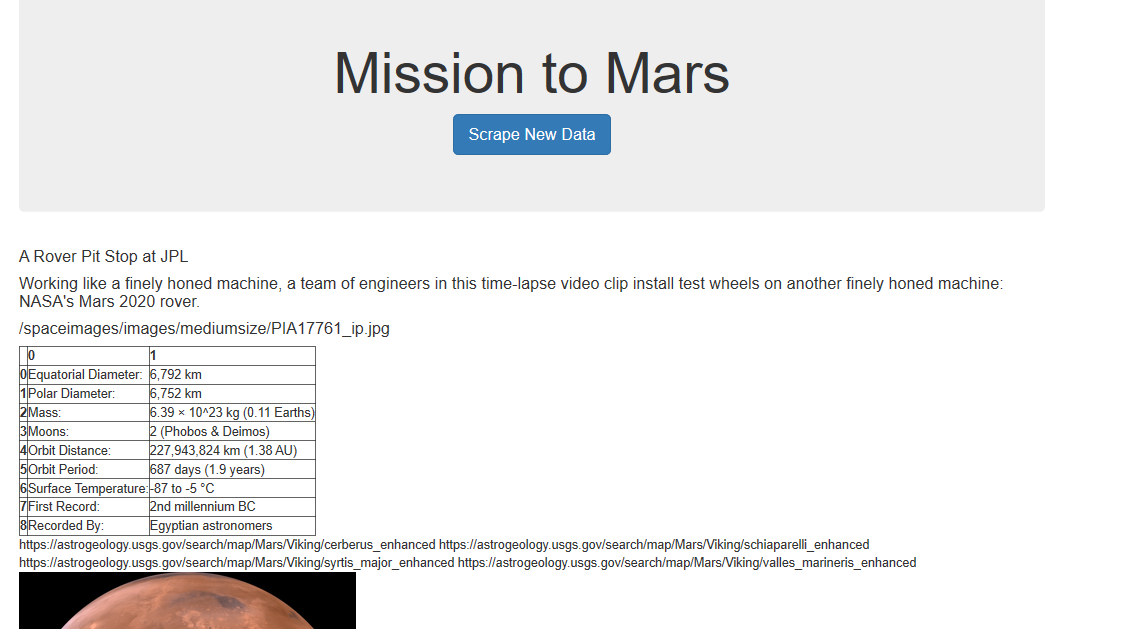 Mission to Mars
Scrape New Data
A Rover Pit Stop at JPL
Working like a finely honed machine, a team of engineers in this time-lapse video clip install test wheels on another finely honed machine:
NASA's Mars 2020 rover.
/spaceimages/images/mediumsize/PIA17761_ip.jpg
0 1
0 Equatorial Diameter: 6,792 km
1 Polar Diameter: 6,752 km
2 Mass: 6.39 × 10^23 kg (0.11 Earths)
3 Moons: 2 (Phobos & Deimos)
4 Orbit Distance: 227,943,824 km (1.38 AU)
5 Orbit Period: 687 days (1.9 years)
6 Surface Temperature: -87 to -5 °C
7 First Record: 2nd millennium BC
8 Recorded By: Egyptian astronomers
https://astrogeology.usgs.gov/search/map/Mars/Viking/cerberus_enhanced https://astrogeology.usgs.gov/search/map/Mars/Viking/schiaparelli_enhanced
https://astrogeology.usgs.gov/search/map/Mars/Viking/syrtis_major_enhanced https://astrogeology.usgs.gov/search/map/Mars/Viking/valles_marineris_enhanced